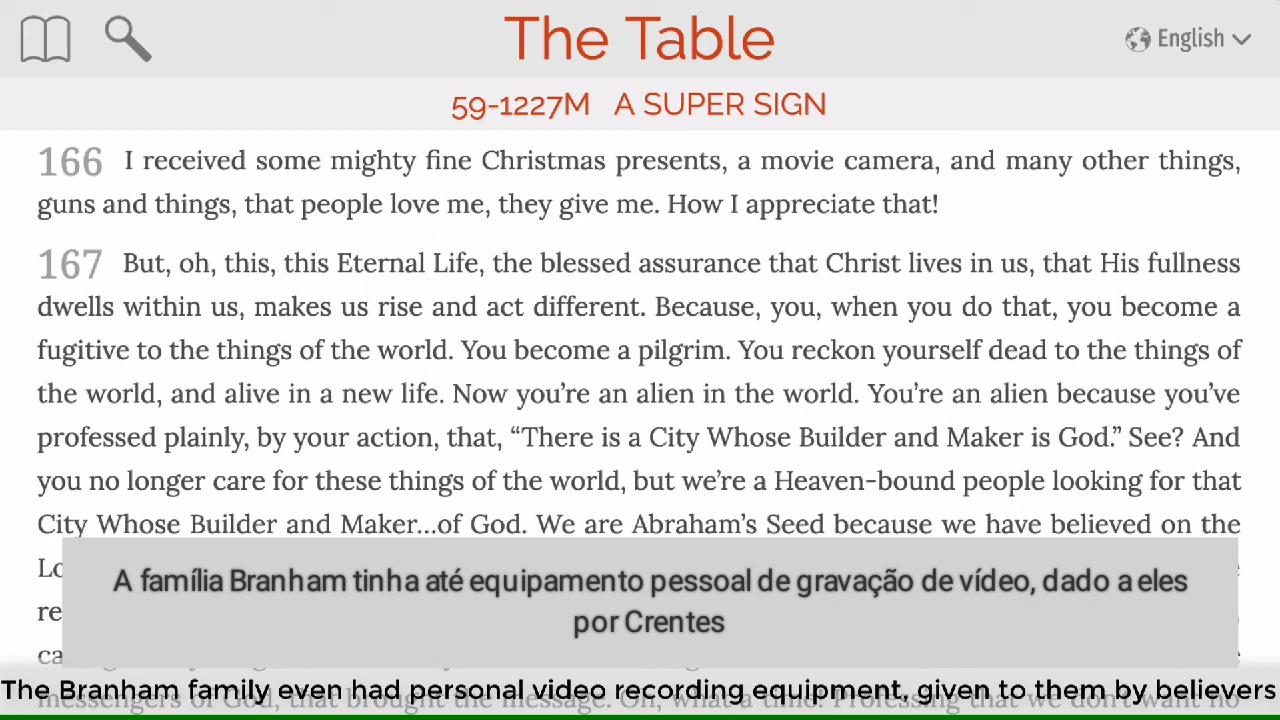 The Table
English
59-1227M A SUPER SIGN
166 I received some mighty fine Christmas presents, a movie camera, and many other things,
guns and things, that people love me, they give me. How I appreciate that!
167 But, oh, this, this Eternal Life, the blessed assurance that Christ lives in us, that His fullness
dwells within us, makes us rise and act different. Because, you, when you do that, you become a
fugitive to the things of the world. You become a pilgrim. You reckon yourself dead to the things of
the world, and alive in a new life. Now you’re an alien in the world. You’re an alien because you’ve
professed plainly, by your action, that, “There is a City Whose Builder and Maker is God.” See? And
you no longer care for these things of the world, but we’re a Heaven-bound people looking for that
City Whose Builder and Maker...of God. We are Abraham’s Seed because we have believed on the
A família Branham tinha até equipamento pessoal de gravação de vídeo, dado a eles
por Crentes
The Branham family even had personal video recording equipment, given to them by believers